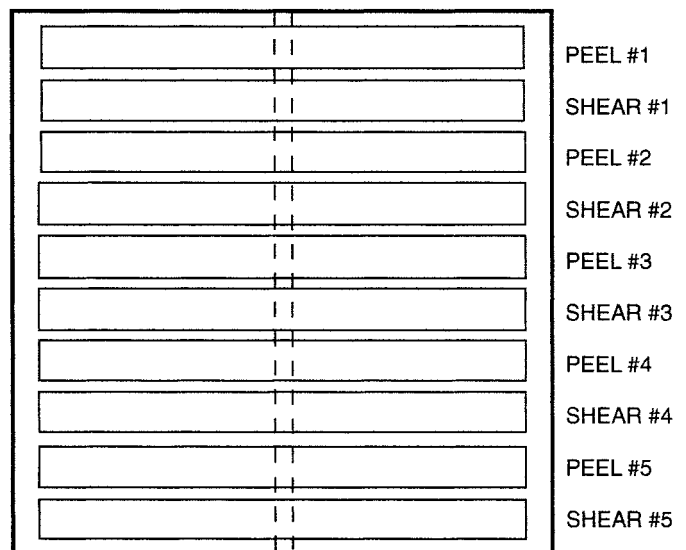 PEEL #1
SHEAR #1
PEEL #2
SHEAR #2
PEEL #3
SHEAR #3
PEEL #4
SHEAR #4
PEEL #5
SHEAR #5